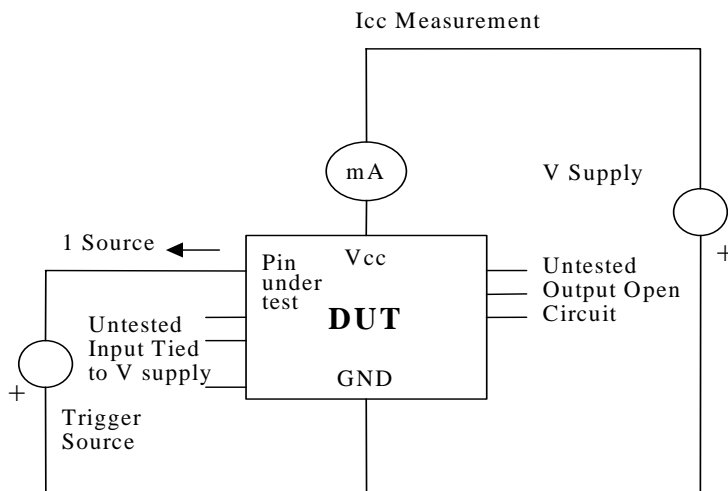 Icc Measurement
mA
V Supply
+
1 Source
Vcc
Pin
under
test
DUT
GND
Untested
Output Open
Circuit
Untested
Input Tied
to V supply
+
Trigger
Source